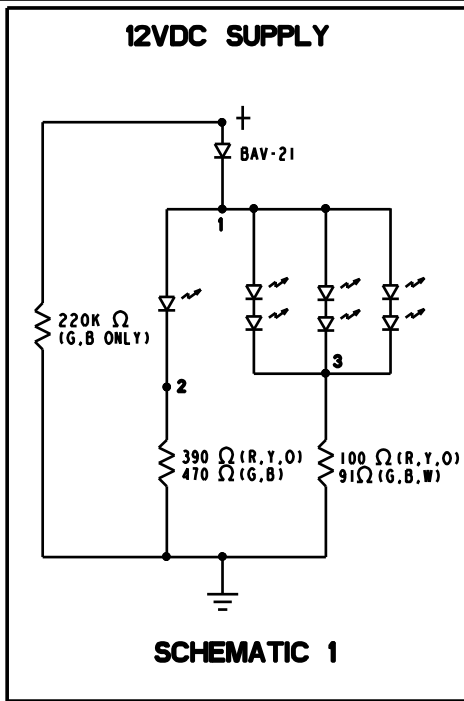 12VDC SUPPLY
+
BAV-21
1
220K Ω
(G,B ONLY)
3
2
390 Ω (R,Y,O)
470 Ω (G,B)
100 Ω (R,Y,O)
91Ω (G,B,W)
SCHEMATIC 1